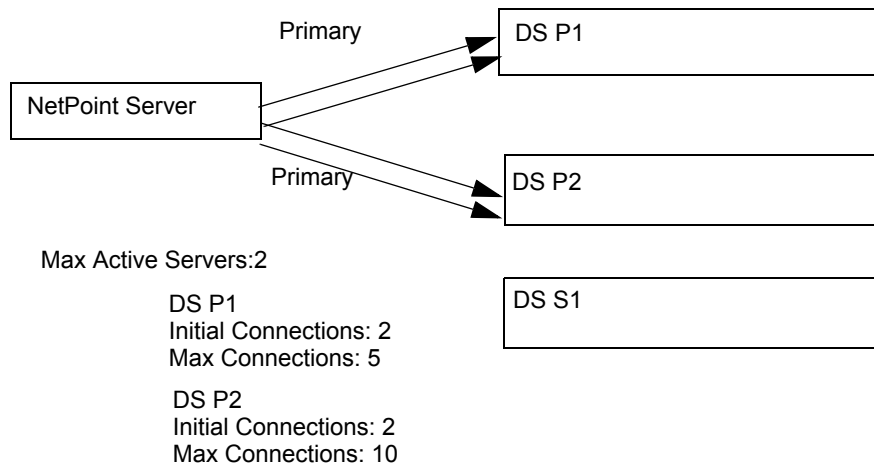 Primary
DS P1
NetPoint Server
Primary
DS P2
Max Active Servers:2
DS S1
DS P1
Initial Connections: 2
Max Connections: 5
DS P2
Initial Connections: 2
Max Connections: 10